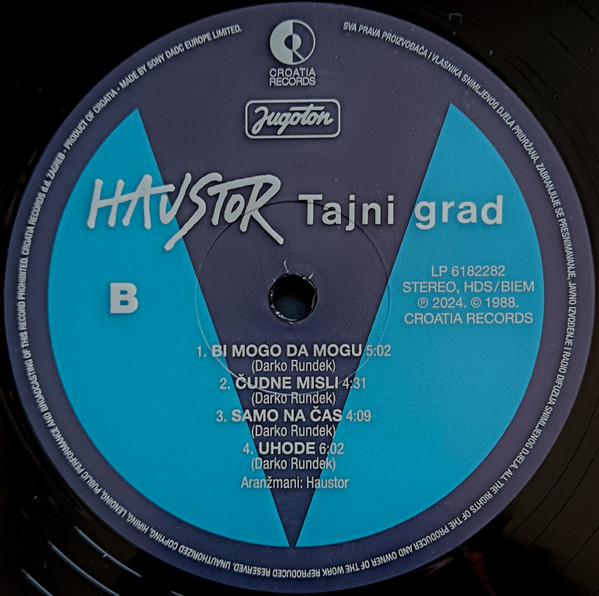 CROATIA
RECORDS
Jugoton
HAUSTOR Tajni grad
B
LP 6182282
STEREO, HDS/BIEM
℗ 2024. © 1988.
CROATIA RECORDS
1. BI MOGO DA MOGU 5:02
(Darko Rundek)
2. ČUDNE MISLI 4:31
(Darko Rundek)
3. SAMO NA ČAS 4:09
(Darko Rundek)
4. UHODE 6:02
(Darko Rundek)
Aranžmani: Haustor
SVA PRAVA PROIZVOĐAČA I VLASNIKA SNIMLJENOG DJELA PRIDRŽANA. ZABRANJUJE SE PRESNIMAVANJE, JAVNO IZVOĐENJE I RADIO DIFUZIJA SNIMLJENOG DJELA. ALL THE RIGHTS OF THE PRODUCER AND OWNER OF THE WORK REPRODUCED RESERVED. UNAUTHORIZED COPYING, HIRING, LENDING, PUBLIC PERFORMANCE AND BROADCASTING OF THIS RECORD PROHIBITED. CROATIA RECORDS d.d. ZAGREB • PRODUCT OF CROATIA • MADE BY SONY DADC EUROPE LIMITED.